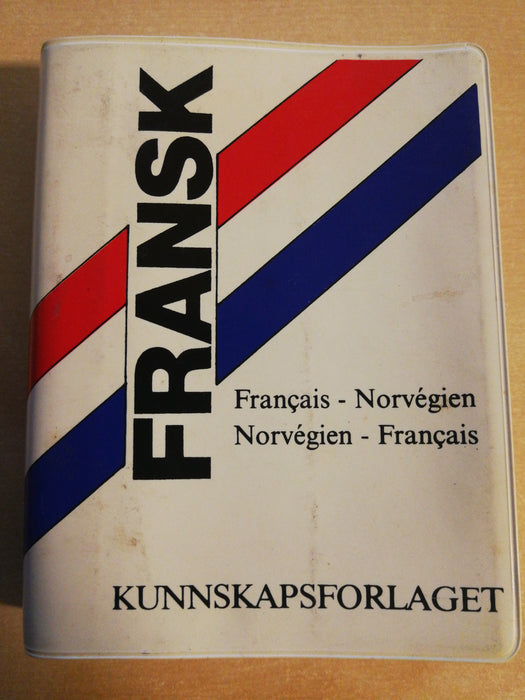 FRANSK
Français - Norvégien
Norvégien - Français
KUNNSKAPSFORLAGET